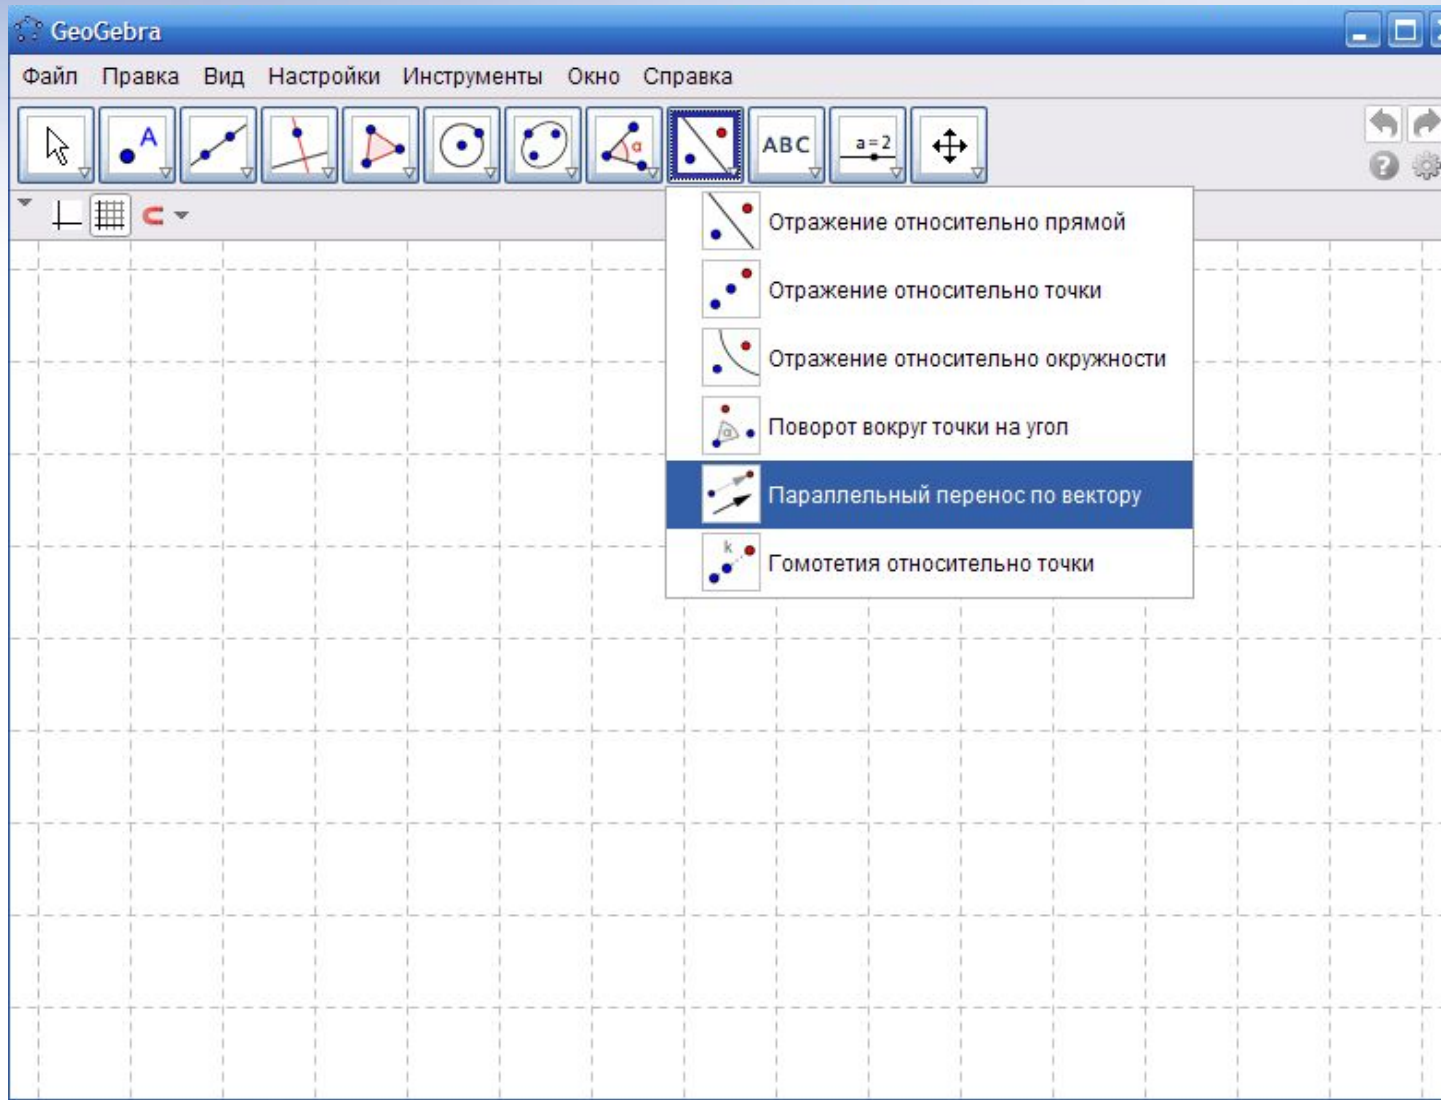 GeoGebra
Файл Правка Вид Настройки Инструменты Окно Справка
A
α
ABC
a=2
Отражение относительно прямой
Отражение относительно точки
Отражение относительно окружности
α
Поворот вокруг точки на угол
Параллельный перенос по вектору
k
Гомотетия относительно точки